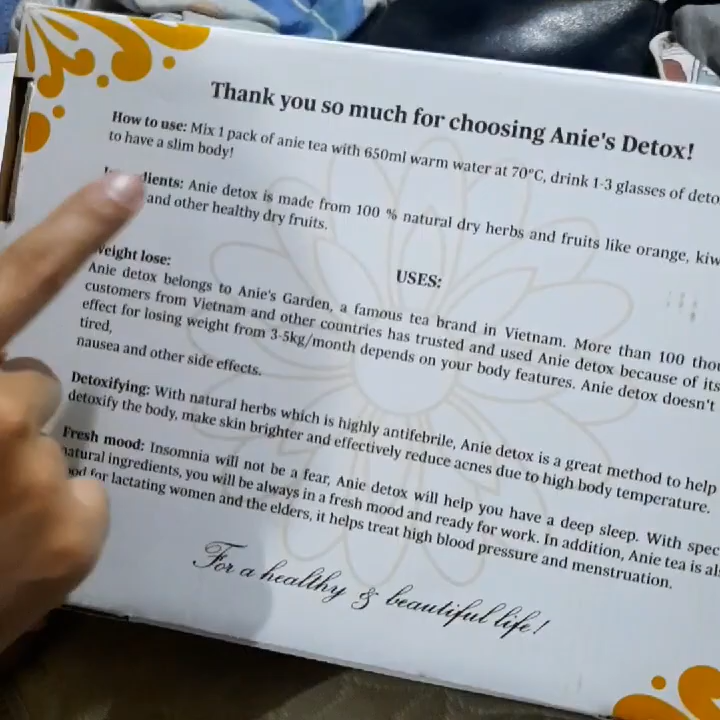 Thank you so much for choosing Anie's Detox!
How to use: Mix 1 pack of anie tea with 650ml warm water at 70°C, drink 1-3 glasses of
to have a slim body!
Anie detox is made from 100 % natural dry herbs and fruits like orange,
and other healthy dry fruits.
USES:
lose:
Anie detox belongs to Anie's Garden, a famous tea brand in Vietnam. More than 100
customers from Vietnam and other countries has trusted and used Anie detox because of its
effect for losing weight from 3-5kg/month depends on your body features. Anie detox doesn't
tired,
nausea and other side effects.
Detoxifying: With natural herbs which is highly antifebrile, Anie detox is a great method to help
detoxify the body, make skin brighter and effectively reduce acnes due to high body temperature.
Fresh mood: Insomnia will not be a fear, Anie detox will help you have a deep sleep. With
natural ingredients, you will be always in a fresh mood and ready for work. In addition, Anie tea is
for lactating women and the elders, it helps treat high blood pressure and menstruation.
For a healthy & beautiful life!